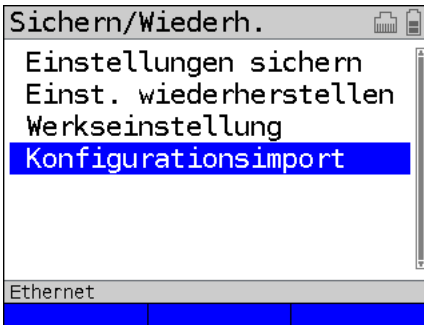 Sichern/Wiederh.
Einstellungen sichern
Einst. wiederherstellen
Werkseinstellung
Konfigurationsimport
Ethernet